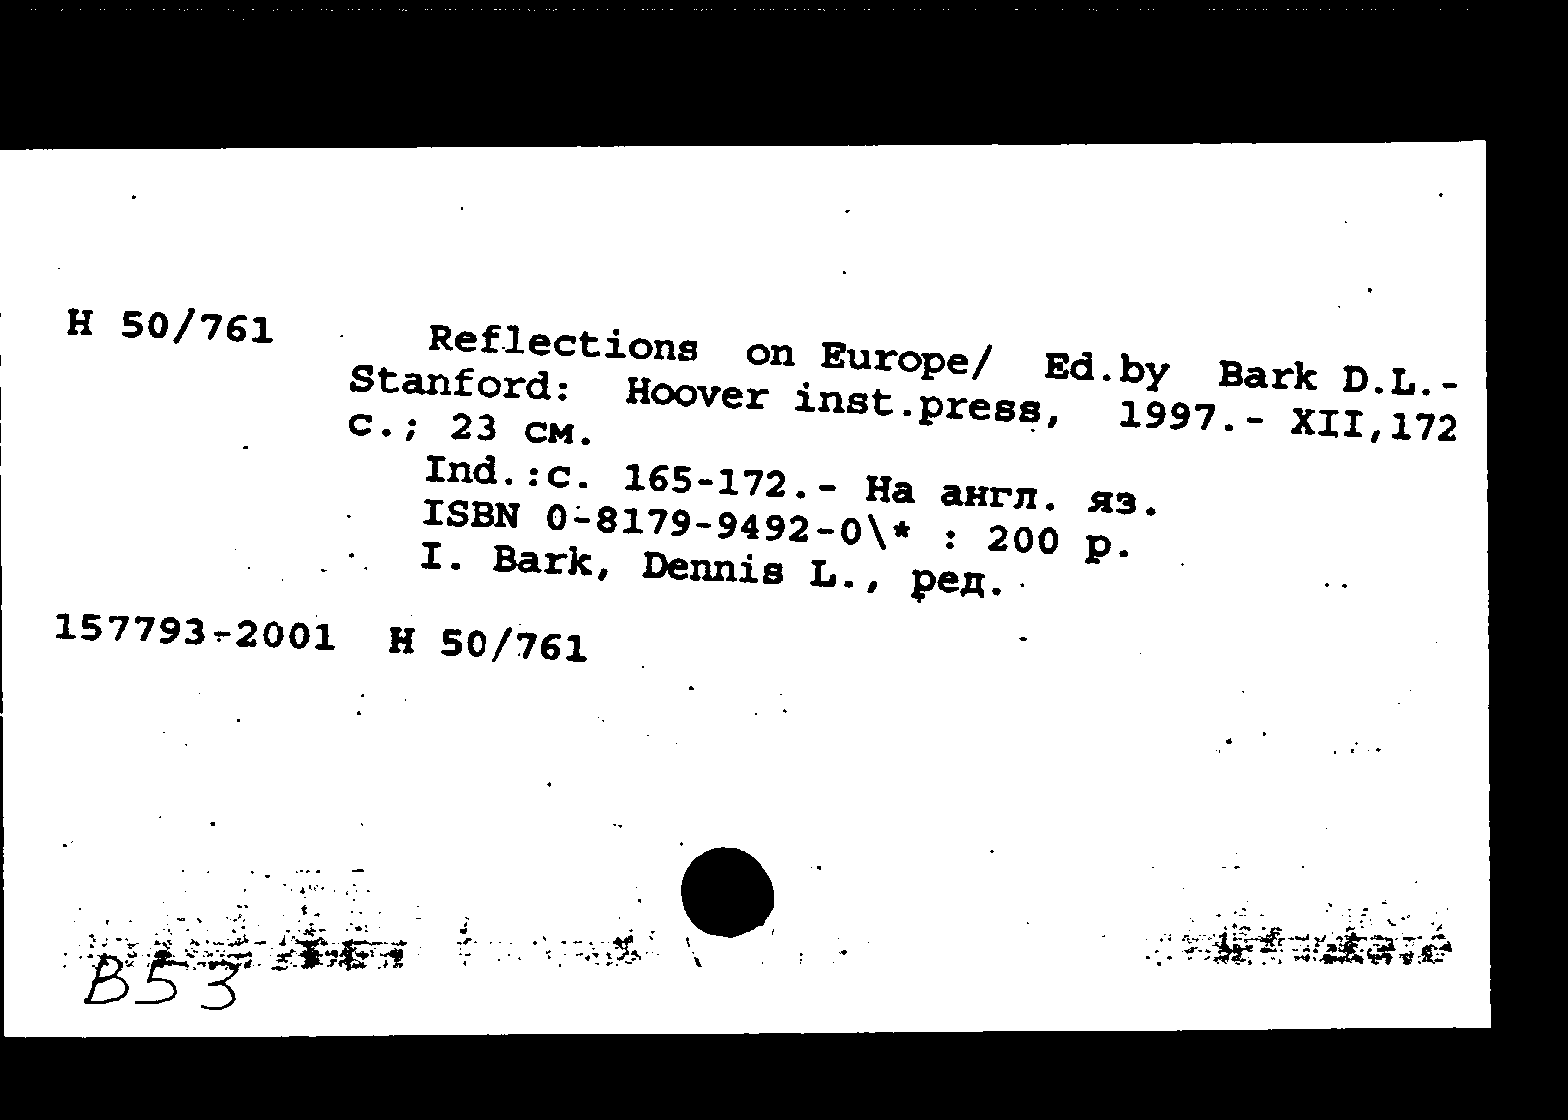 H 50/761
Reflections on Europe/ Ed.by Bark D.L.-
Stanford: Hoover inst.press, 1997.- XII,172
с.; 23 см.
Ind.:с. 165-172.- На англ. яз.
ISBN 0-8179-9492-0\* : 200 р.
I. Bark, Dennis L., ред.
157793-2001 H 50/761
B53